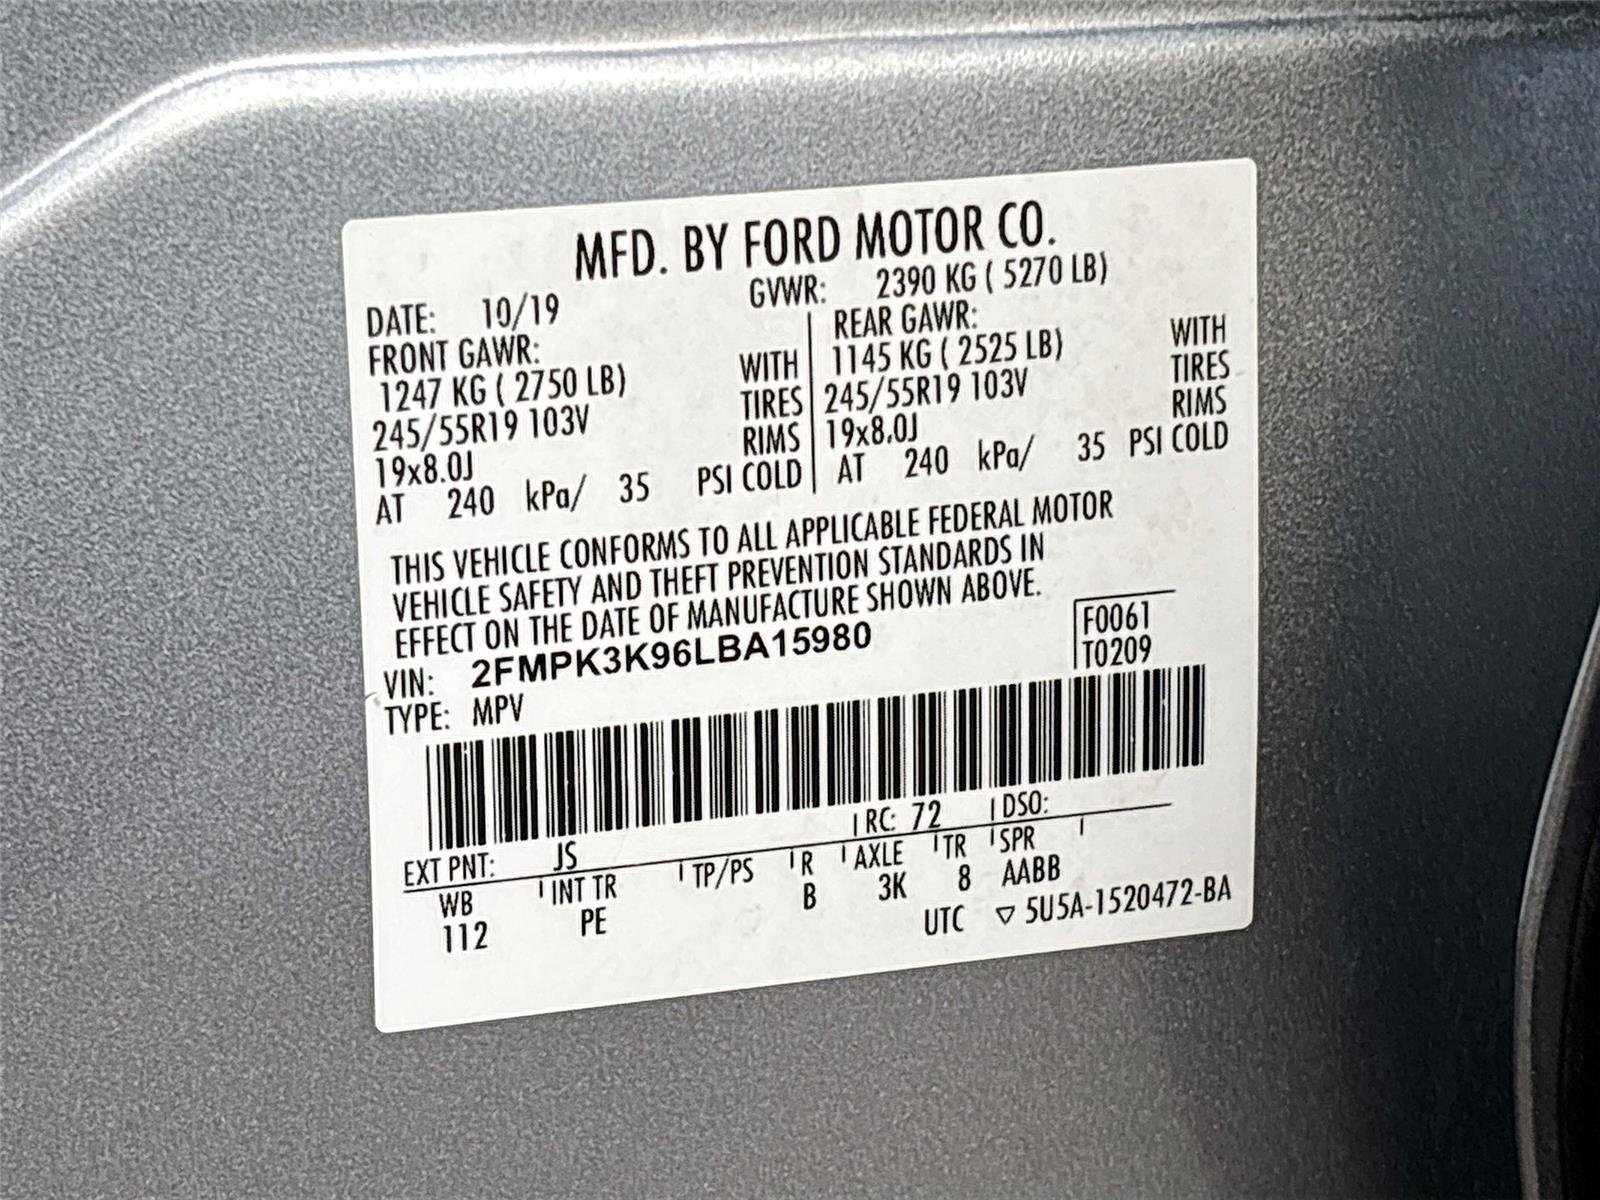 MFD. BY FORD MOTOR CO.
DATE: 10/19 GVWR: 2390 KG ( 5270 LB)
FRONT GAWR: REAR GAWR:
1247 KG ( 2750 LB) WITH 1145 KG ( 2525 LB) WITH
245/55R19 103V TIRES 245/55R19 103V TIRES
19x8.0J RIMS 19x8.0J RIMS
AT 240 kPa/ 35 PSI COLD AT 240 kPa/ 35 PSI COLD
THIS VEHICLE CONFORMS TO ALL APPLICABLE FEDERAL MOTOR
VEHICLE SAFETY AND THEFT PREVENTION STANDARDS IN
EFFECT ON THE DATE OF MANUFACTURE SHOWN ABOVE.
VIN: 2FMPK3K96LBA15980 F0061
TYPE: MPV T0209
EXT PNT: JS RC: 72 DSO:
WB INT TR TP/PS R AXLE TR SPR
112 PE B 3K 8 AABB
UTC ▽ 5U5A-1520472-BA